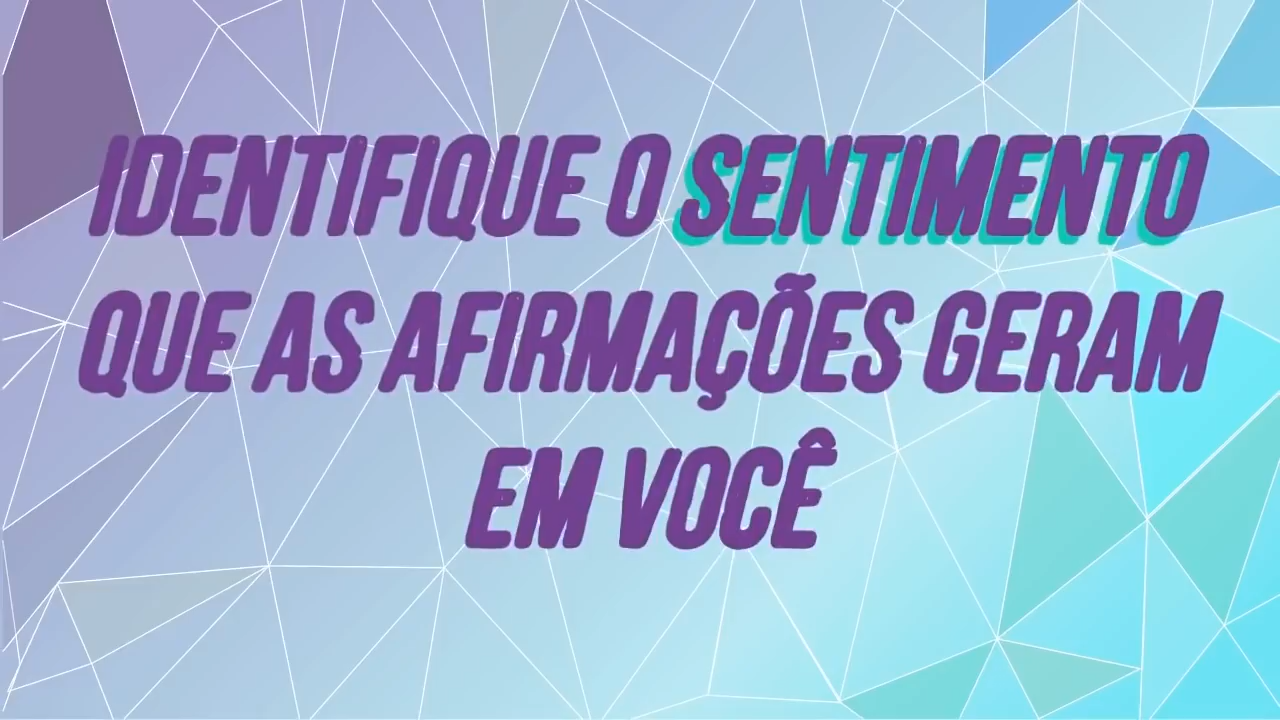 IDENTIFIQUE O SENTIMENTO
QUE AS AFIRMAÇÕES GERAM
EM VOCÊ